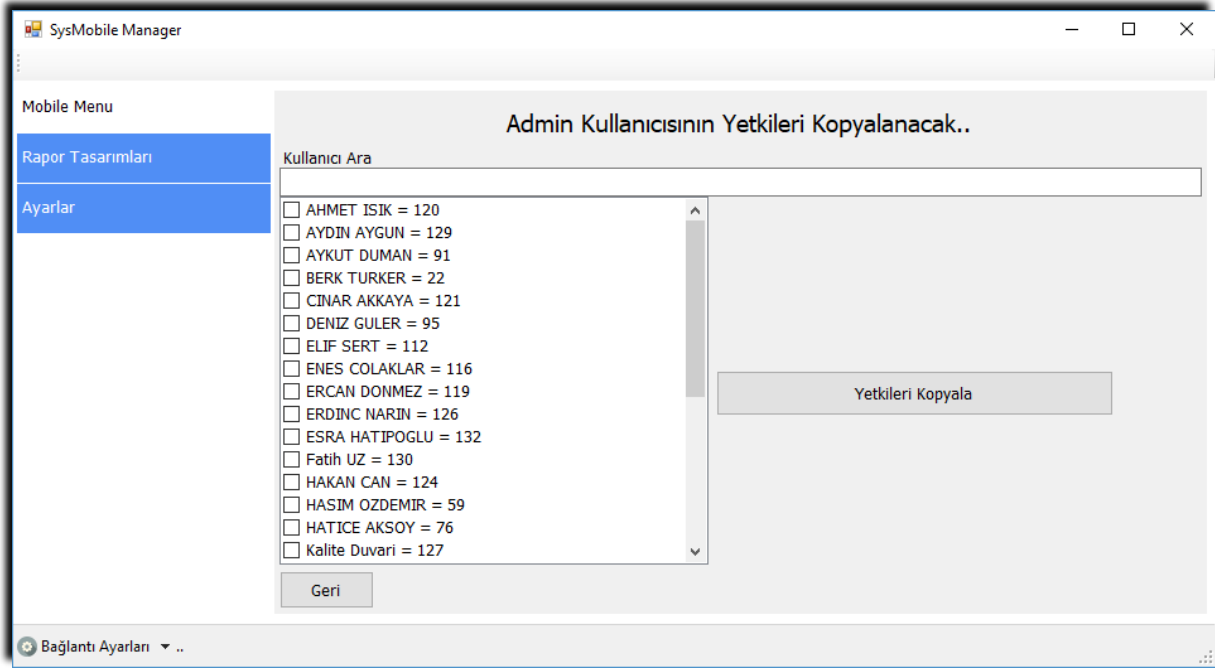 SysMobile Manager
Mobile Menu
Rapor Tasarımları
Ayarlar
Admin Kullanıcısının Yetkileri Kopyalanacak..
Kullanıcı Ara
AHMET ISIK = 120
AYDIN AYGUN = 129
AYKUT DUMAN = 91
BERK TURKER = 22
CINAR AKKAYA = 121
DENIZ GULER = 95
ELIF SERT = 112
ENES COLAKLAR = 116
ERCAN DONMEZ = 119
ERDINC NARIN = 126
ESRA HATIPOGLU = 132
Fatih UZ = 130
HAKAN CAN = 124
HASIM OZDEMIR = 59
HATICE AKSOY = 76
Kalite Duvari = 127
Yetkileri Kopyala
Geri
Bağlantı Ayarları ..